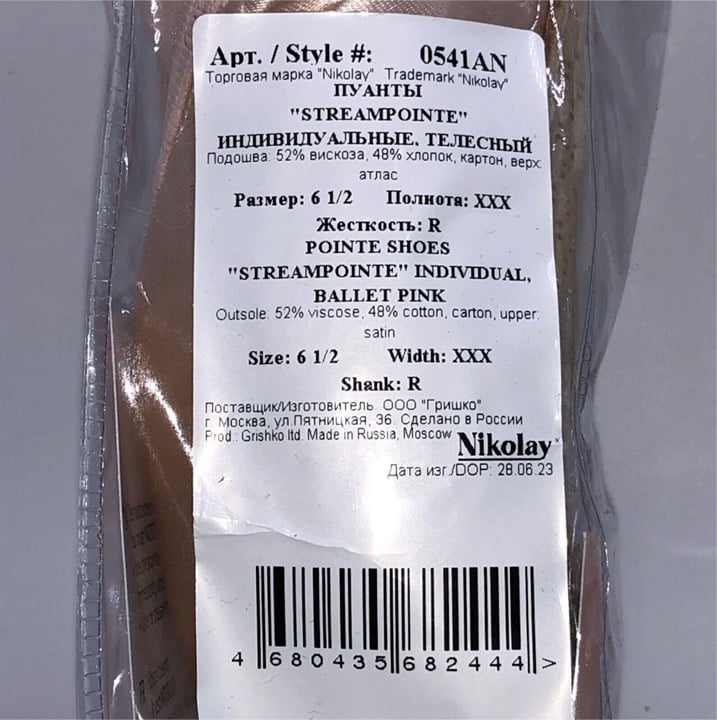 Арт. / Style #: 0541AN
Торговая марка "Nikolay" Trademark "Nikolay"
ПУАНТЫ
"STREAMPOINTE"
ИНДИВИДУАЛЬНЫЕ, ТЕЛЕСНЫЙ
Подошва: 52% вискоза, 48% хлопок, картон, верх:
атлас
Размер: 6 1/2 Полнота: XXX
Жесткость: R
POINTE SHOES
"STREAMPOINTE" INDIVIDUAL,
BALLET PINK
Outsole: 52% viscose, 48% cotton, carton, upper:
satin
Size: 6 1/2 Width: XXX
Shank: R
Поставщик/Изготовитель: ООО "Гришко"
г. Москва, ул.Пятницкая, 36. Сделано в России
Prod.: Grishko ltd. Made in Russia, Moscow
Nikolay
Дата изг./DOP: 28.06.23
4 680435 682444 >